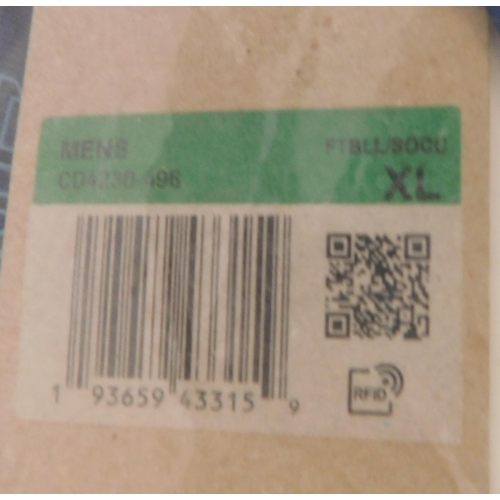 MENS FTBLL/SOCU
CD4230-496 XL
1 93659 43315 9
RFID